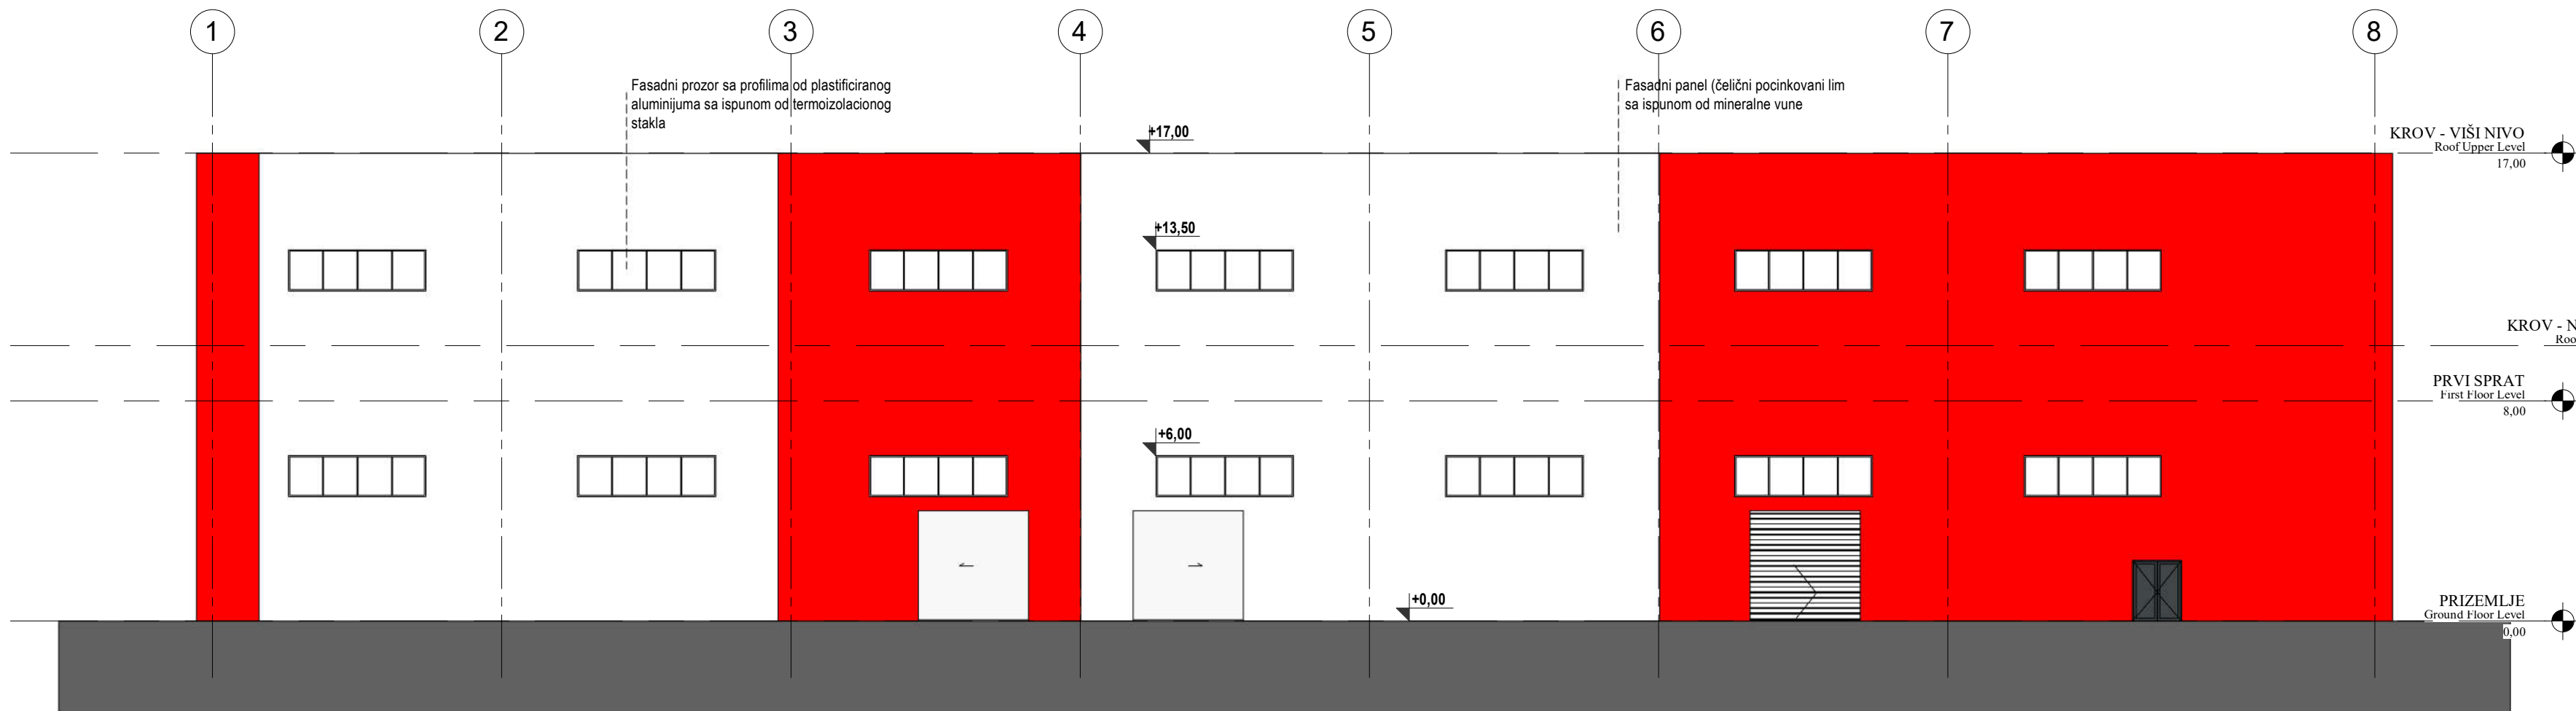 1
2
3
4
5
6
7
8
Fasadni prozor sa profilima od plastificiranog
aluminijuma sa ispunom od termoizolacionog
stakla
Fasadni panel (čelični pocinkovani lim
sa ispunom od mineralne vune
+17,00
KROV - VIŠI NIVO
Roof Upper Level
17,00
+13,50
KROV - N
Roo
PRVI SPRAT
First Floor Level
8,00
+6,00
+0,00
PRIZEMLJE
Ground Floor Level
0,00